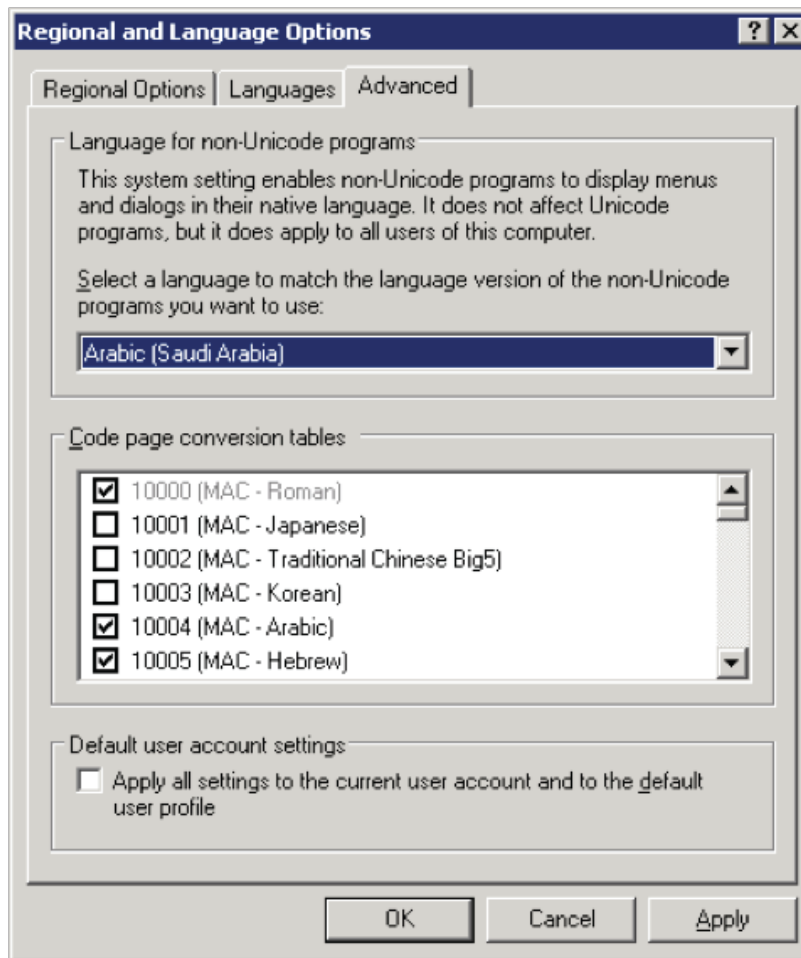 Regional and Language Options
Regional Options
Languages
Advanced
Language for non-Unicode programs
This system setting enables non-Unicode programs to display menus
and dialogs in their native language. It does not affect Unicode
programs, but it does apply to all users of this computer.
Select a language to match the language version of the non-Unicode
programs you want to use:
Arabic (Saudi Arabia)
Code page conversion tables
10000 (MAC - Roman)
10001 (MAC - Japanese)
10002 (MAC - Traditional Chinese Big5)
10003 (MAC - Korean)
10004 (MAC - Arabic)
10005 (MAC - Hebrew)
Default user account settings
Apply all settings to the current user account and to the default
user profile
OK
Cancel
Apply